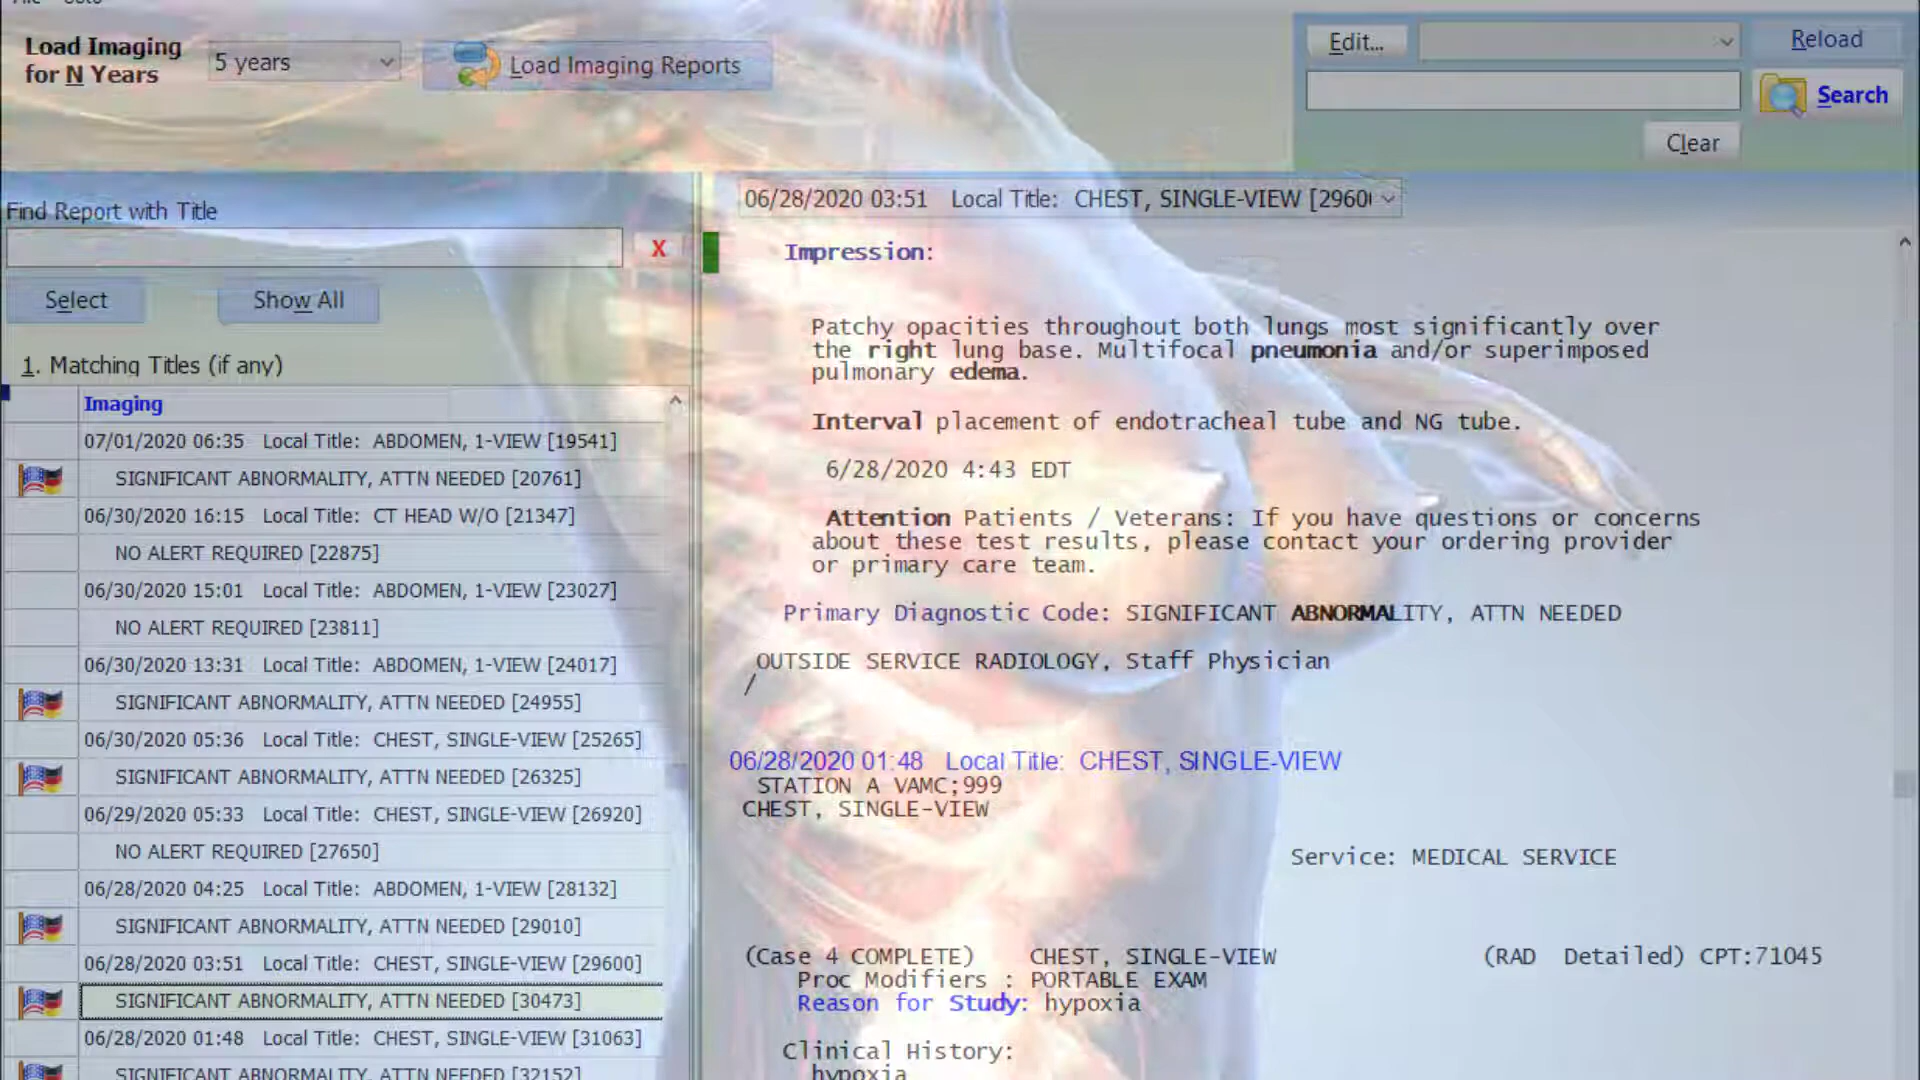 Load Imaging
for N Years
5 years
Load Imaging Reports
Edit...
Reload
Search
Clear
Find Report with Title
X
Select
Show All
1. Matching Titles (if any)
Imaging
07/01/2020 06:35 Local Title: ABDOMEN, 1-VIEW [19541]
SIGNIFICANT ABNORMALITY, ATTN NEEDED [20761]
06/30/2020 16:15 Local Title: CT HEAD W/O [21347]
NO ALERT REQUIRED [22875]
06/30/2020 15:01 Local Title: ABDOMEN, 1-VIEW [23027]
NO ALERT REQUIRED [23811]
06/30/2020 13:31 Local Title: ABDOMEN, 1-VIEW [24017]
SIGNIFICANT ABNORMALITY, ATTN NEEDED [24955]
06/30/2020 05:36 Local Title: CHEST, SINGLE-VIEW [25265]
SIGNIFICANT ABNORMALITY, ATTN NEEDED [26325]
06/29/2020 05:33 Local Title: CHEST, SINGLE-VIEW [26920]
NO ALERT REQUIRED [27650]
06/28/2020 04:25 Local Title: ABDOMEN, 1-VIEW [28132]
SIGNIFICANT ABNORMALITY, ATTN NEEDED [29010]
06/28/2020 03:51 Local Title: CHEST, SINGLE-VIEW [29600]
SIGNIFICANT ABNORMALITY, ATTN NEEDED [30473]
06/28/2020 01:48 Local Title: CHEST, SINGLE-VIEW [31063]
SIGNIFICANT ABNORMALITY, ATTN NEEDED [32152]
06/28/2020 03:51 Local Title: CHEST, SINGLE-VIEW [2960
Impression:
Patchy opacities throughout both lungs most significantly over
the right lung base. Multifocal pneumonia and/or superimposed
pulmonary edema.
Interval placement of endotracheal tube and NG tube.
6/28/2020 4:43 EDT
Attention Patients / Veterans: If you have questions or concerns
about these test results, please contact your ordering provider
or primary care team.
Primary Diagnostic Code: SIGNIFICANT ABNORMALITY, ATTN NEEDED
OUTSIDE SERVICE RADIOLOGY, Staff Physician
/
06/28/2020 01:48 Local Title: CHEST, SINGLE-VIEW
STATION A VAMC;999
CHEST, SINGLE-VIEW
Service: MEDICAL SERVICE
(Case 4 COMPLETE) CHEST, SINGLE-VIEW (RAD Detailed) CPT:71045
Proc Modifiers : PORTABLE EXAM
Reason for Study: hypoxia
Clinical History:
hypoxia